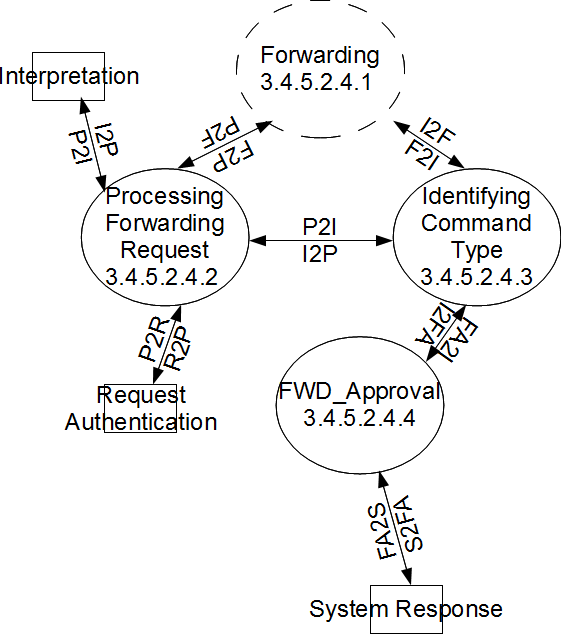 Forwarding
3.4.5.2.4.1
Interpretation
I2P
P2I
P2F
F2P
I2F
F2I
Processing
Forwarding
Request
3.4.5.2.4.2
P2I
I2P
Identifying
Command
Type
3.4.5.2.4.3
P2R
R2P
FA2I
I2FA
Request
Authentication
FWD_Approval
3.4.5.2.4.4
FA2S
S2FA
System Response